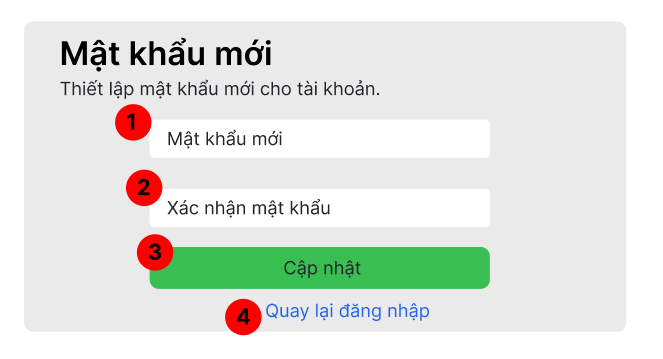 Mật khẩu mới
Thiết lập mật khẩu mới cho tài khoản.
1
Mật khẩu mới
2
Xác nhận mật khẩu
3
Cập nhật
4
Quay lại đăng nhập